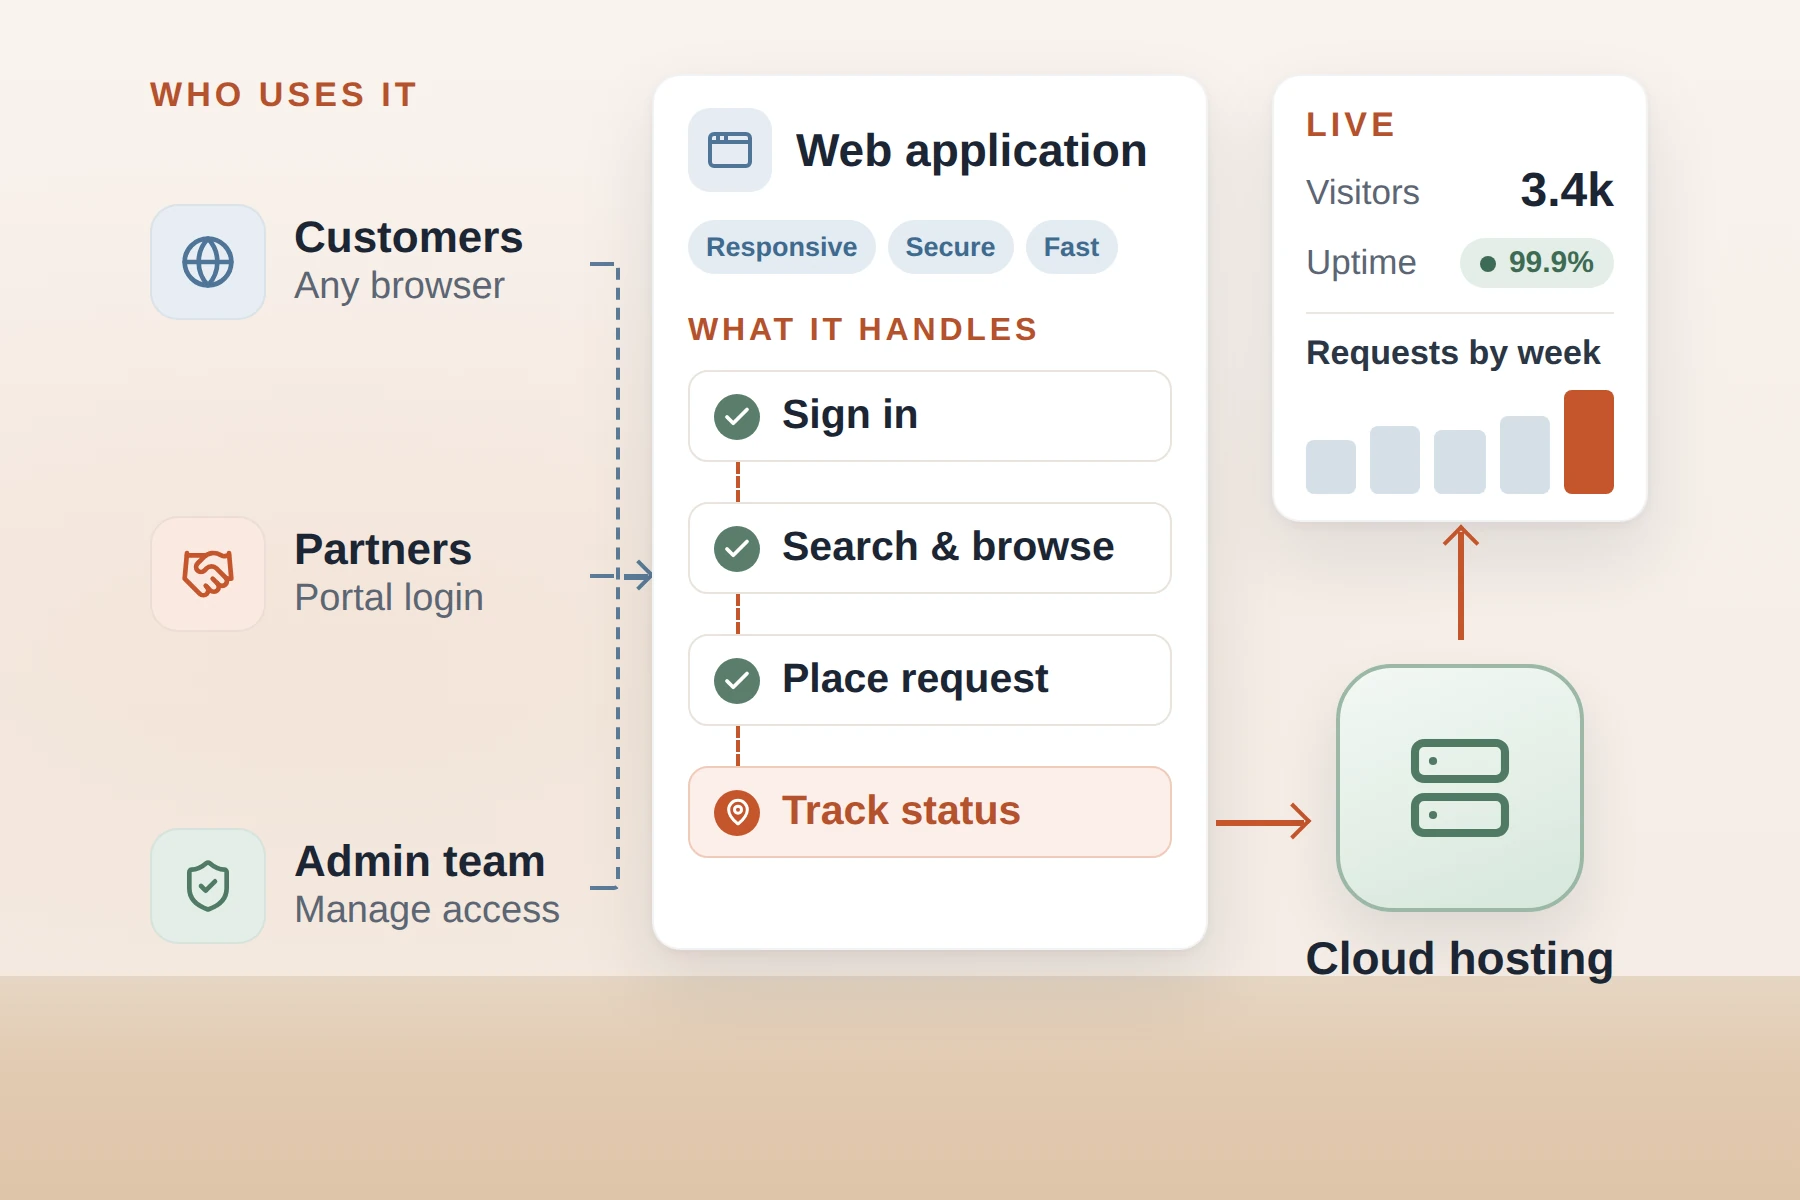 WHO USES IT
Customers
Any browser
Partners
Portal login
Admin team
Manage access
Web application
Responsive
Secure
Fast
WHAT IT HANDLES
Sign in
Search & browse
Place request
Track status
LIVE
Visitors
3.4k
Uptime
99.9%
Requests by week
Cloud hosting